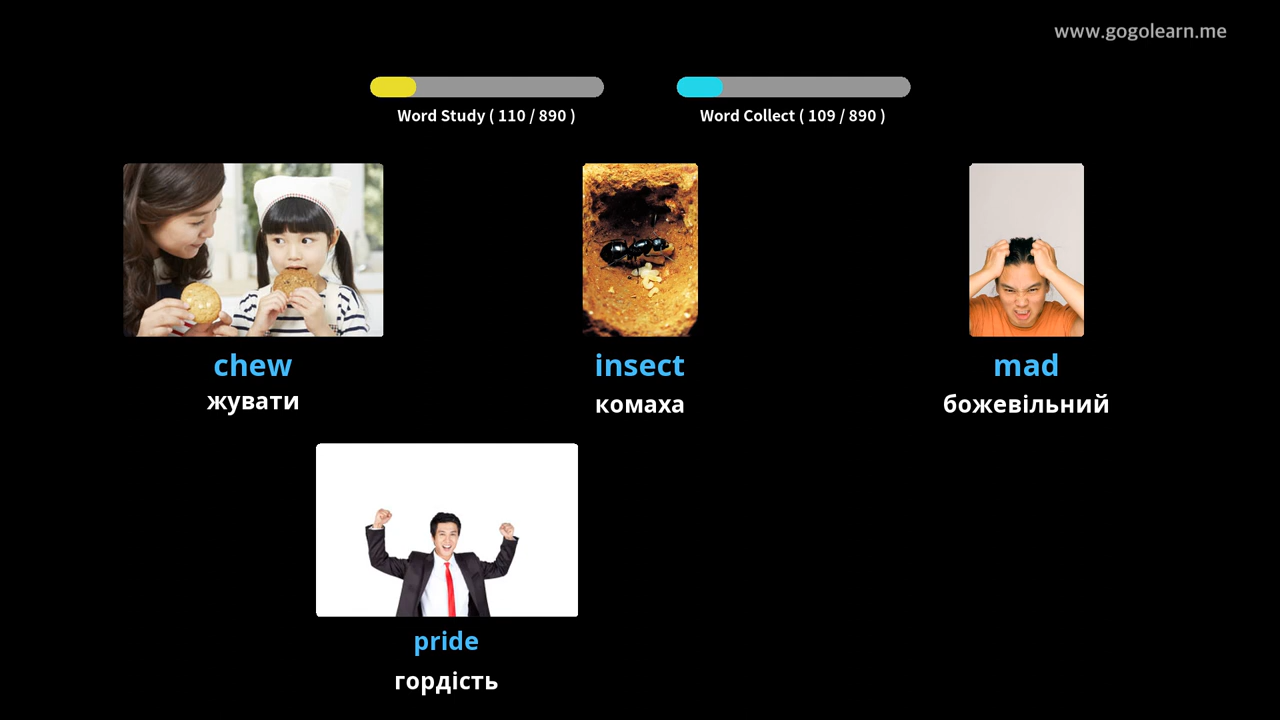 www.gogolearn.me
Word Study ( 110 / 890 )
Word Collect ( 109 / 890 )
chew
жувати
insect
комаха
mad
божевільний
pride
гордість